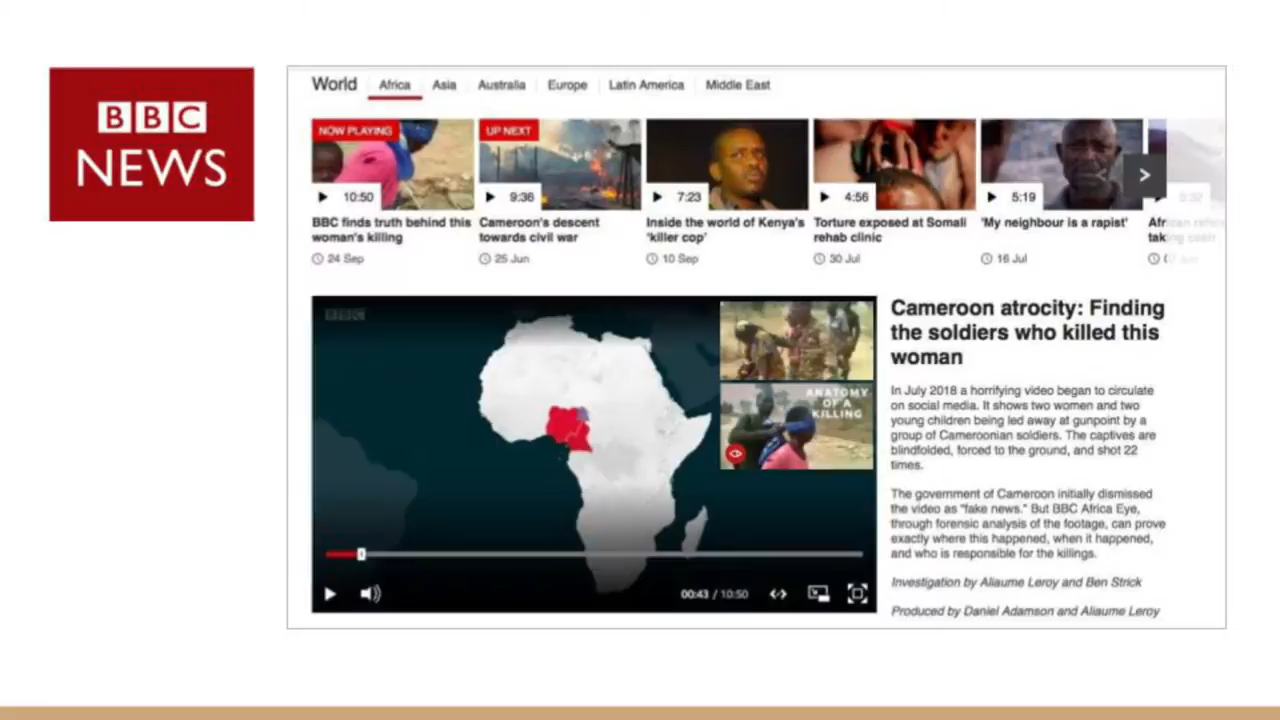 BBC
NEWS
World Africa Asia Australia Europe Latin America Middle East
NOW PLAYING
10:50
BBC finds truth behind this
woman's killing
24 Sep
UP NEXT
9:36
Cameroon's descent
towards civil war
25 Jun
7:23
Inside the world of Kenya's
'killer cop'
10 Sep
4:56
Torture exposed at Somali
rehab clinic
30 Jul
5:19
'My neighbour is a rapist'
16 Jul
5:32
African
taking cash
BBC
ANATOMY
OF A
KILLING
00:43 / 10:50
Cameroon atrocity: Finding
the soldiers who killed this
woman
In July 2018 a horrifying video began to circulate
on social media. It shows two women and two
young children being led away at gunpoint by a
group of Cameroonian soldiers. The captives are
blindfolded, forced to the ground, and shot 22
times.
The government of Cameroon initially dismissed
the video as "fake news." But BBC Africa Eye,
through forensic analysis of the footage, can prove
exactly where this happened, when it happened,
and who is responsible for the killings.
Investigation by Aliaume Leroy and Ben Strick
Produced by Daniel Adamson and Aliaume Leroy